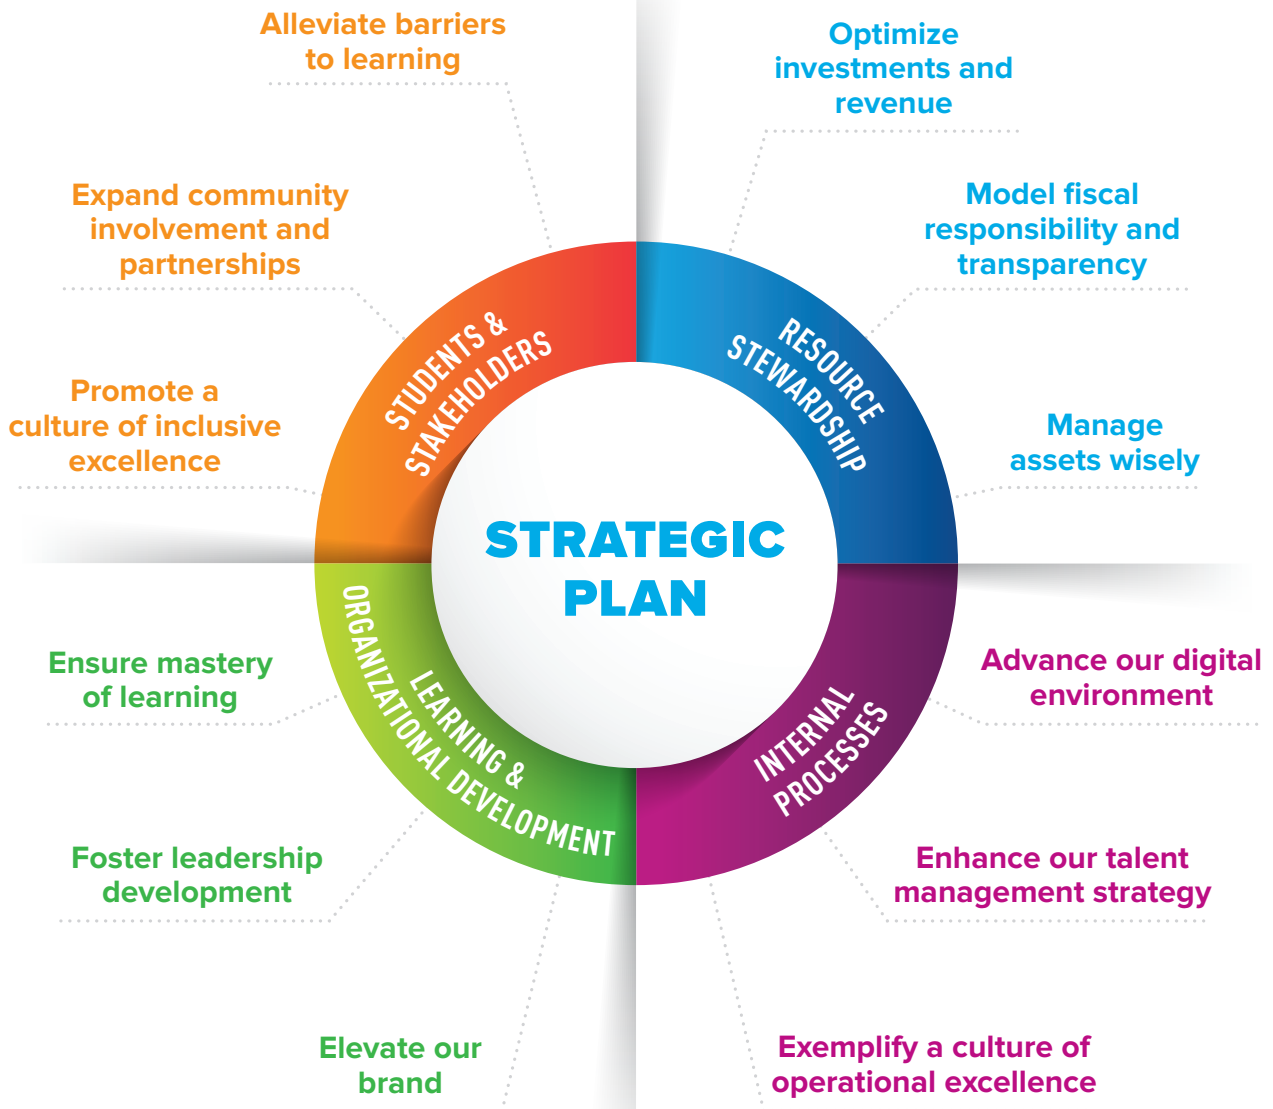 Alleviate barriers
to learning
Expand community
involvement and
partnerships
Promote a
culture of inclusive
excellence
STUDENTS &
STAKEHOLDERS
Optimize
investments and
revenue
Model fiscal
responsibility and
transparency
Manage
assets wisely
RESOURCE
STEWARDSHIP
STRATEGIC
PLAN
Ensure mastery
of learning
Foster leadership
development
Elevate our
brand
LEARNING &
ORGANIZATIONAL DEVELOPMENT
Advance our digital
environment
Enhance our talent
management strategy
Exemplify a culture of
operational excellence
INTERNAL
PROCESSES